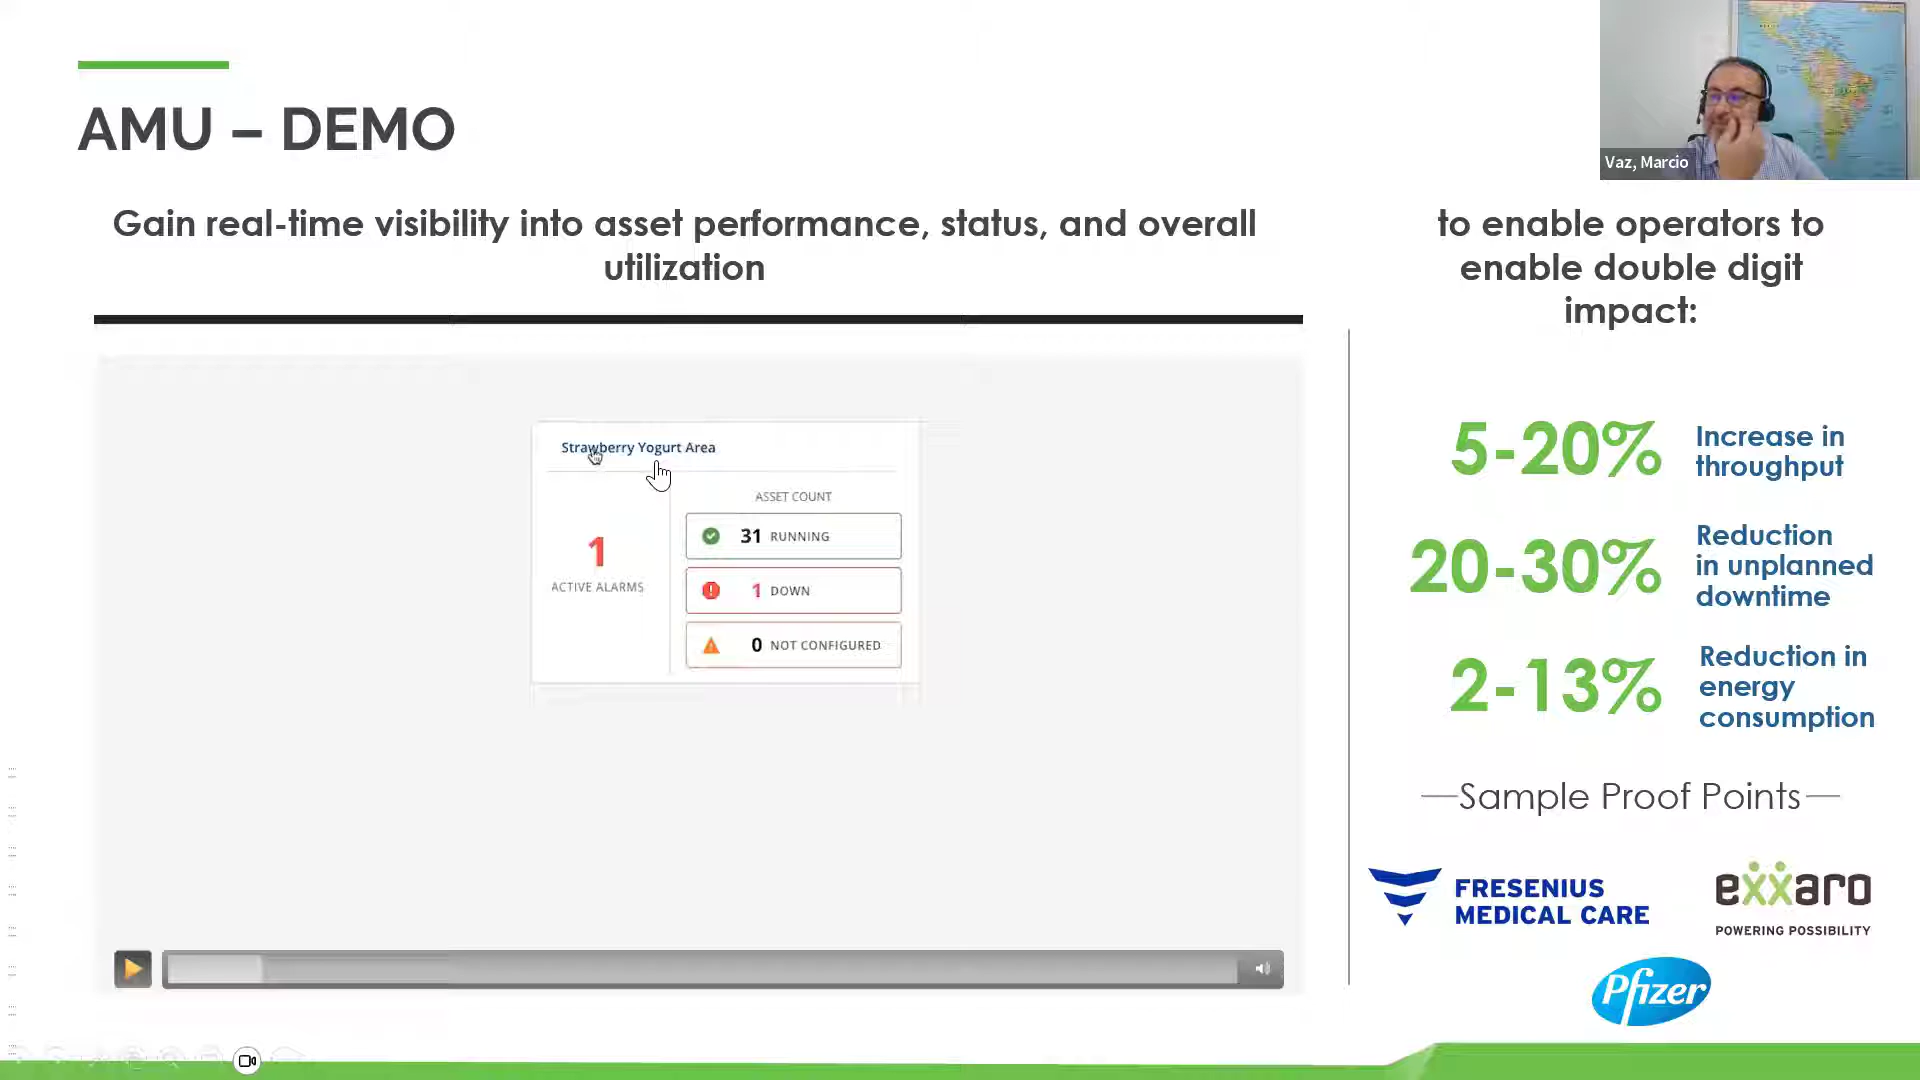 AMU – DEMO
Vaz, Marcio
Gain real-time visibility into asset performance, status, and overall
utilization
to enable operators to
enable double digit
impact:
Strawberry Yogurt Area
1
ACTIVE ALARMS
ASSET COUNT
31 RUNNING
1 DOWN
0 NOT CONFIGURED
5-20%
Increase in
throughput
20-30%
Reduction
in unplanned
downtime
2-13%
Reduction in
energy
consumption
Sample Proof Points
FRESENIUS
MEDICAL CARE
exxaro
POWERING POSSIBILITY
Pfizer